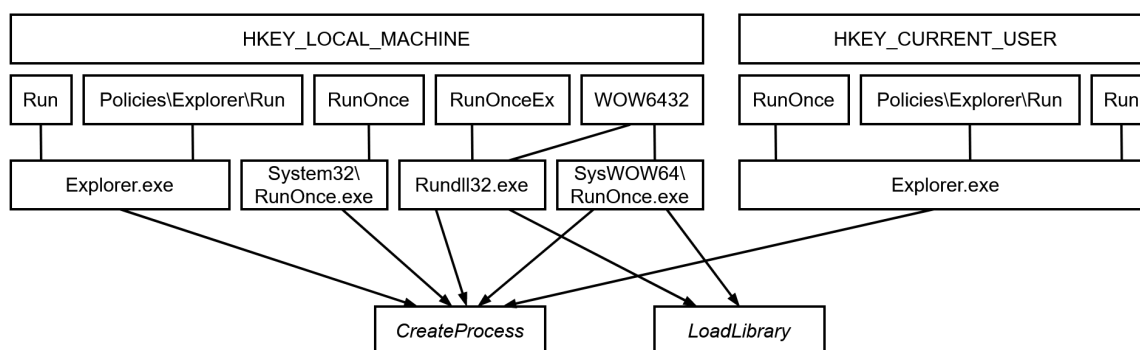 HKEY_LOCAL_MACHINE
HKEY_CURRENT_USER
Run
Policies\Explorer\Run
RunOnce
RunOnceEx
WOW6432
RunOnce
Policies\Explorer\Run
Run
Explorer.exe
System32\
RunOnce.exe
Rundll32.exe
SysWOW64\
RunOnce.exe
Explorer.exe
CreateProcess
LoadLibrary